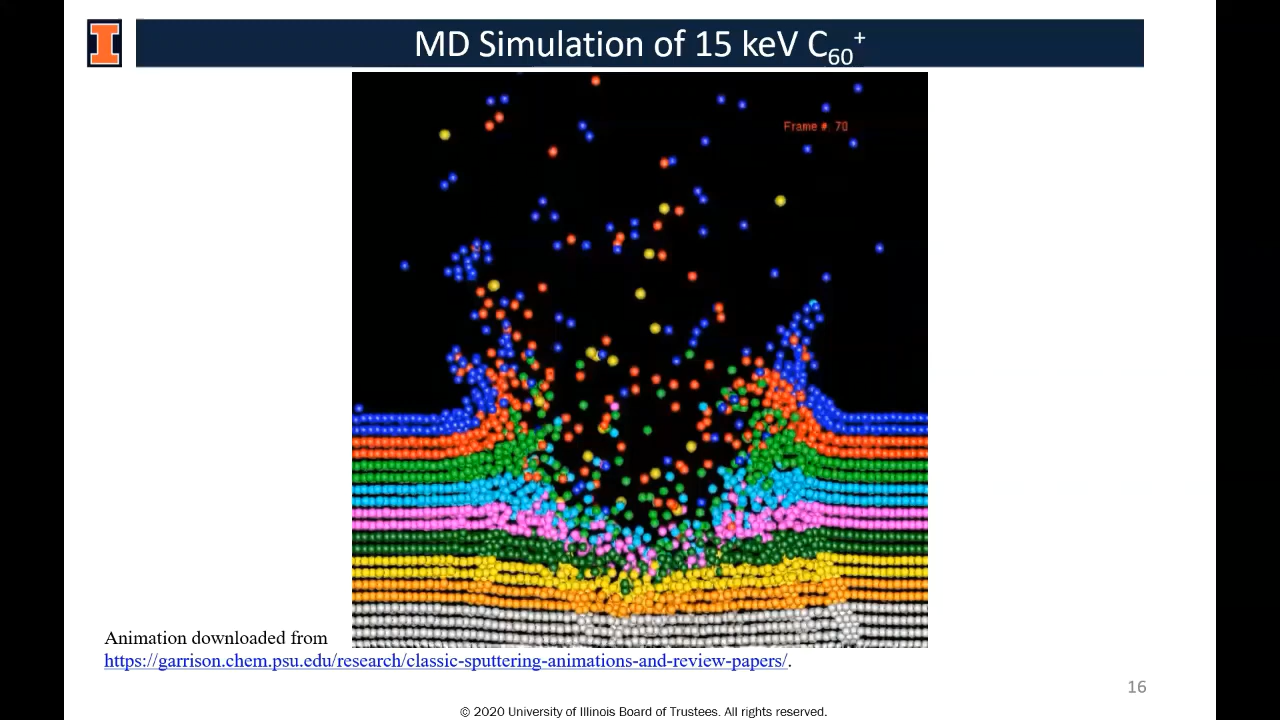 MD Simulation of 15 keV C60+
Frame #: 70
Animation downloaded from
https://garrison.chem.psu.edu/research/classic-sputtering-animations-and-review-papers/.
16
© 2020 University of Illinois Board of Trustees. All rights reserved.